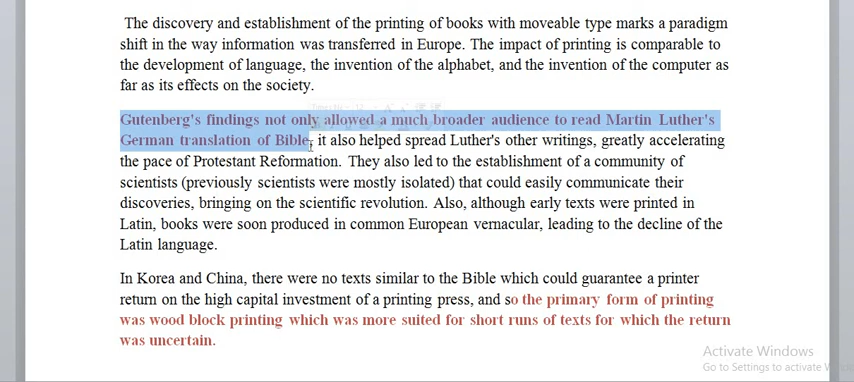 The discovery and establishment of the printing of books with moveable type marks a paradigm
shift in the way information was transferred in Europe. The impact of printing is comparable to
the development of language, the invention of the alphabet, and the invention of the computer as
far as its effects on the society.
Gutenberg's findings not only allowed a much broader audience to read Martin Luther's
German translation of Bible, it also helped spread Luther's other writings, greatly accelerating
the pace of Protestant Reformation. They also led to the establishment of a community of
scientists (previously scientists were mostly isolated) that could easily communicate their
discoveries, bringing on the scientific revolution. Also, although early texts were printed in
Latin, books were soon produced in common European vernacular, leading to the decline of the
Latin language.
In Korea and China, there were no texts similar to the Bible which could guarantee a printer
return on the high capital investment of a printing press, and so the primary form of printing
was wood block printing which was more suited for short runs of texts for which the return
was uncertain.
Activate Windows
Go to Settings to activate